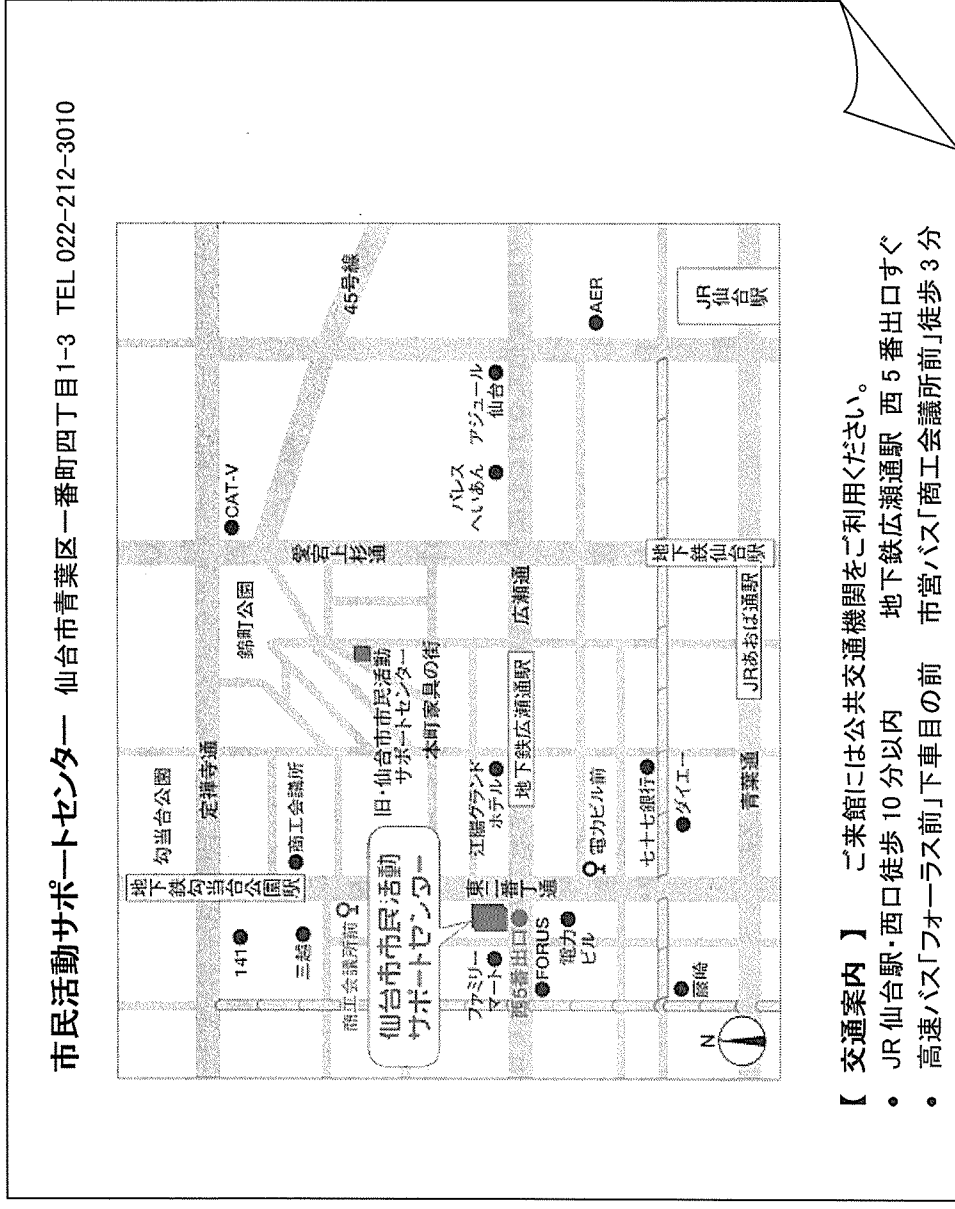 市民活動サポートセンター 仙台市青葉区一番町四丁目1-3 TEL 022-212-3010
勾当台公園
定禅寺通
錦町公園
CAT-V
45号線
地下鉄勾当台公園駅
商工会議所
141
三越
商工会議所前
愛宕上杉通
旧・仙台市市民活動
サポートセンター
本町家具の街
仙台市市民活動
サポートセンター
江陽グランド
ホテル
パレス
へいあん
アジュール
仙台
ファミリー
マート
東二番丁通
西5番出口
地下鉄広瀬通駅
広瀬通
FORUS
電力
ビル
電力ビル前
AER
七十七銀行
地下鉄仙台駅
JR
仙台駅
藤崎
ダイエー
JRあおば通駅
青葉通
N
【 交通案内 】 ご来館には公共交通機関をご利用ください。
• JR仙台駅・西口徒歩10分以内 地下鉄広瀬通駅 西5番出口すぐ
• 高速バス「フォーラス前」下車目の前 市営バス「商工会議所前」徒歩3分